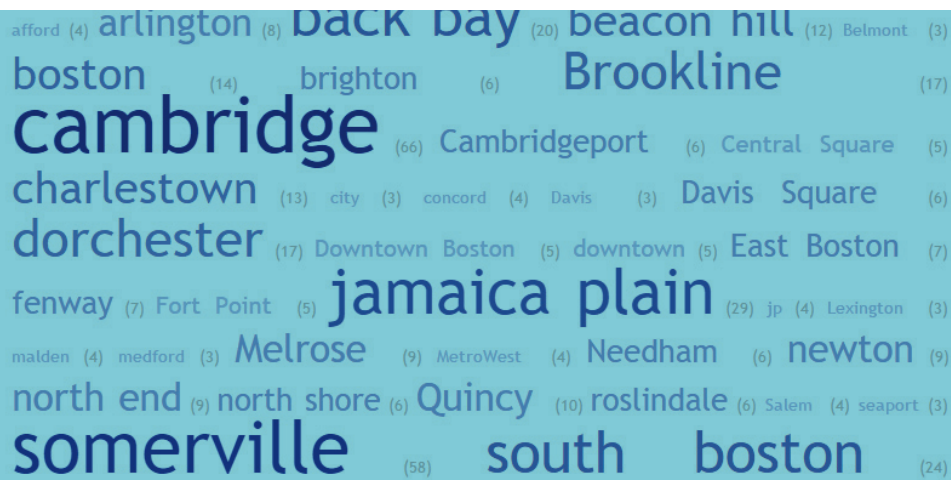 afford (4) arlington (8) back bay (20) beacon hill (12) Belmont (3)
boston (14) brighton (6) Brookline (17)
cambridge (66) Cambridgeport (6) Central Square (5)
charlestown (13) city (3) concord (4) Davis (3) Davis Square (6)
dorchester (17) Downtown Boston (5) downtown (5) East Boston (7)
fenway (7) Fort Point (5) jamaica plain (29) jp (4) Lexington (3)
malden (4) medford (3) Melrose (9) MetroWest (4) Needham (6) newton (9)
north end (9) north shore (6) Quincy (10) roslindale (6) Salem (4) seaport (3)
somerville (58) south boston (24)